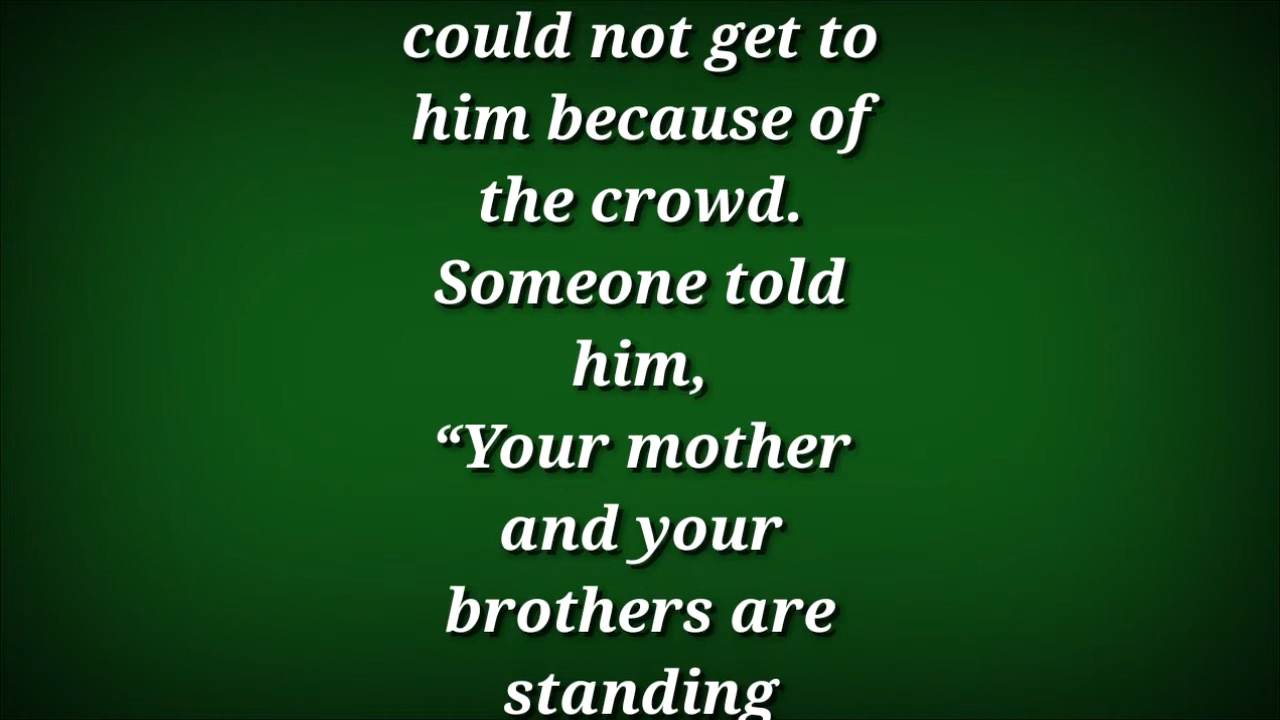 could not get to
him because of
the crowd.
Someone told
him,
“Your mother
and your
brothers are
standing